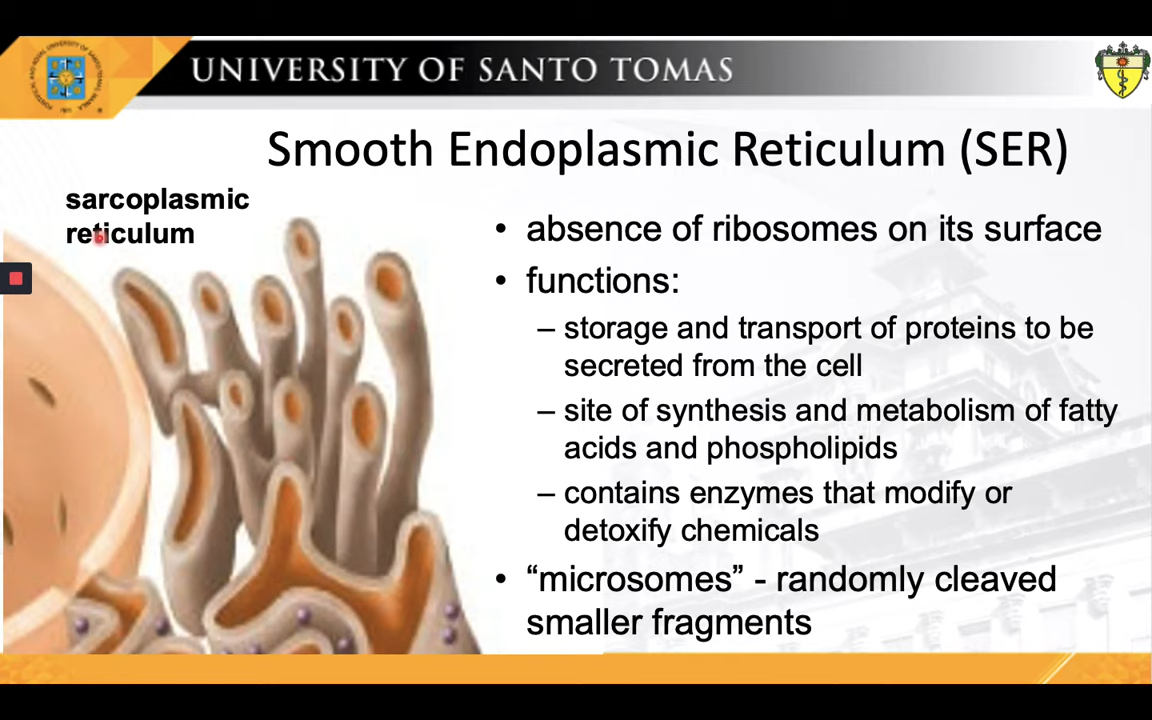 UNIVERSITY OF SANTO TOMAS
Smooth Endoplasmic Reticulum (SER)
sarcoplasmic
reticulum
• absence of ribosomes on its surface
• functions:
– storage and transport of proteins to be
secreted from the cell
– site of synthesis and metabolism of fatty
acids and phospholipids
– contains enzymes that modify or
detoxify chemicals
• “microsomes” - randomly cleaved
smaller fragments